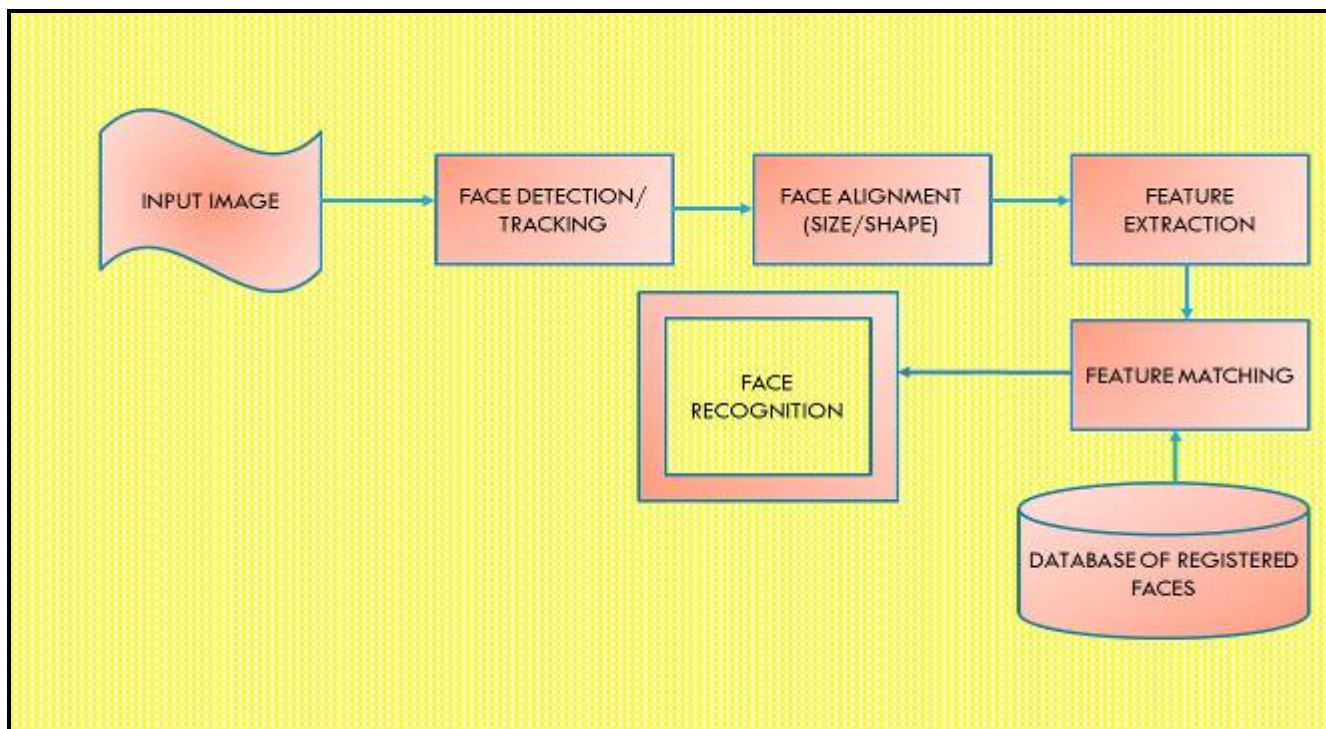 INPUT IMAGE
FACE DETECTION/
TRACKING
FACE ALIGNMENT
(SIZE/SHAPE)
FEATURE
EXTRACTION
FACE
RECOGNITION
FEATURE MATCHING
DATABASE OF REGISTERED
FACES